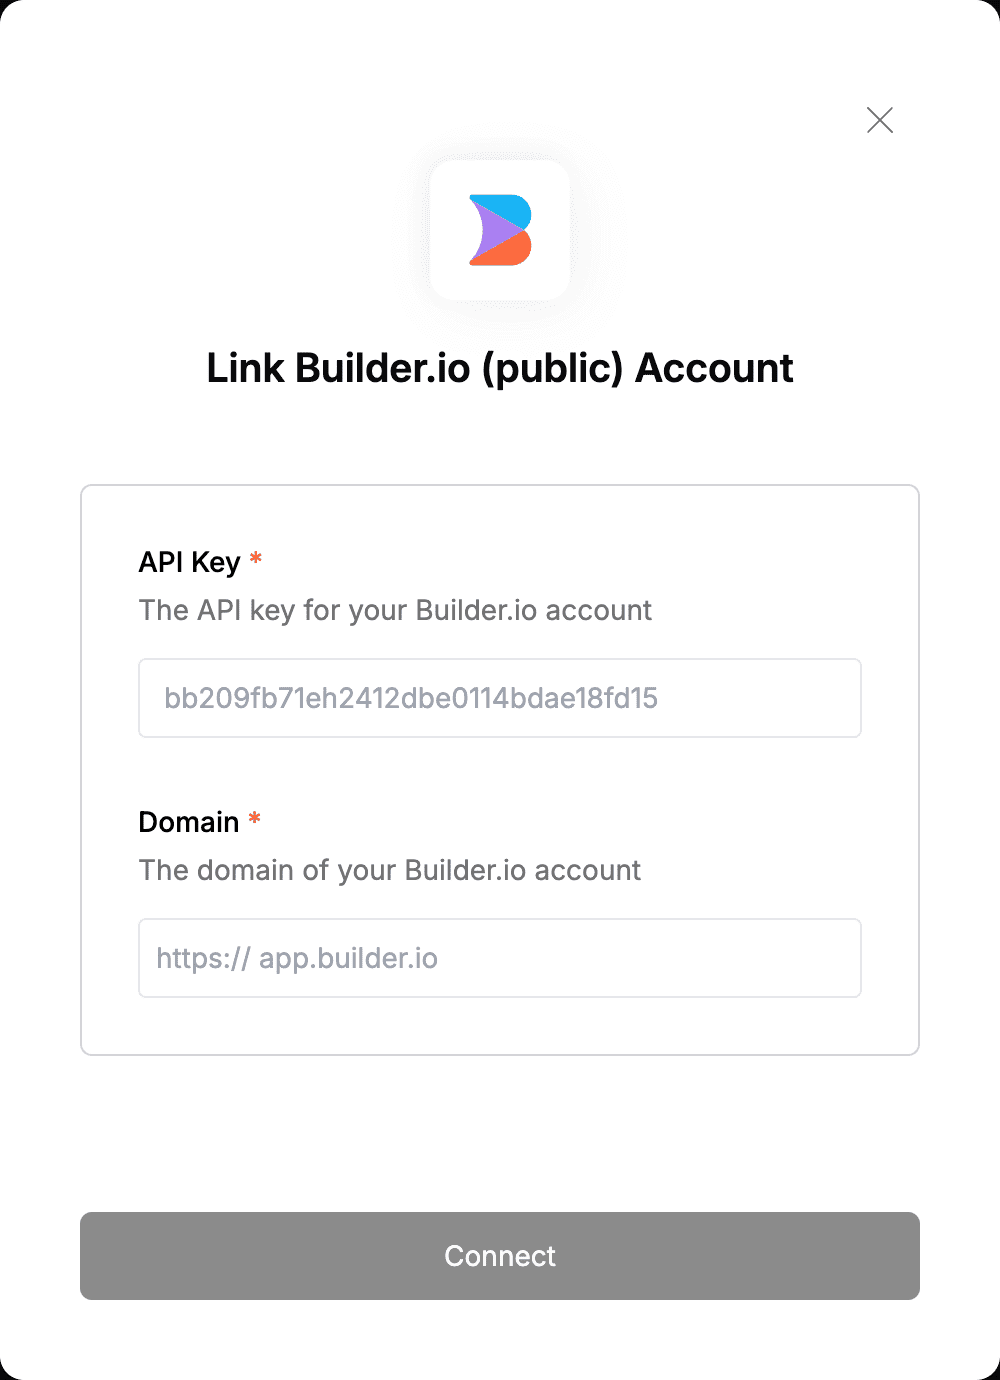 Link Builder.io (public) Account
API Key *
The API key for your Builder.io account
bb209fb71eh2412dbe0114bdae18fd15
Domain *
The domain of your Builder.io account
https:// app.builder.io
Connect